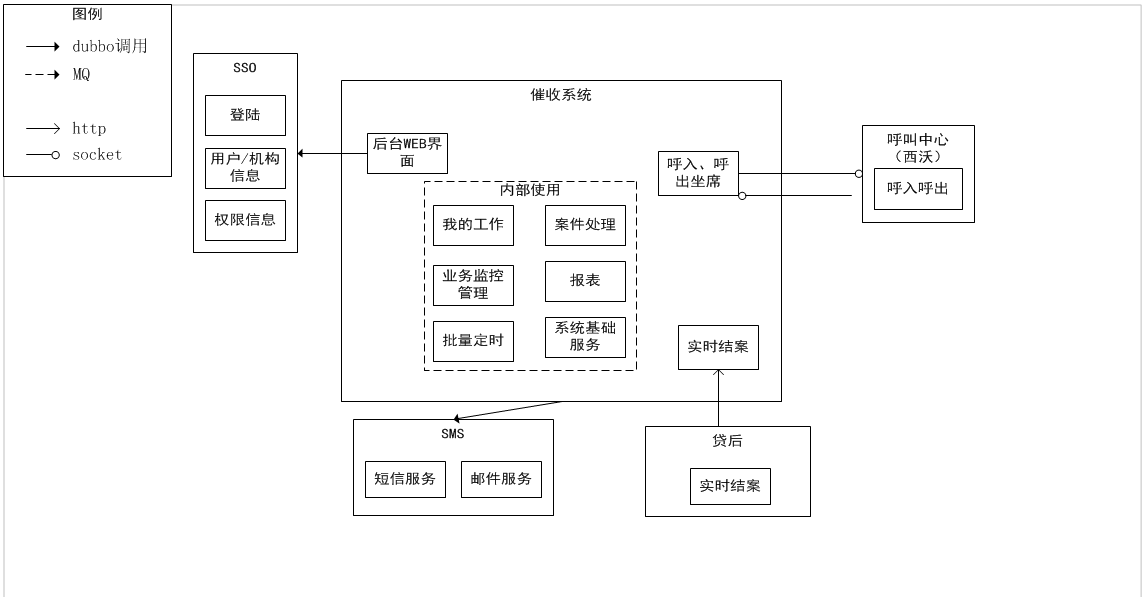 图例
dubbo调用
MQ
http
socket
SSO
登陆
用户/机构
信息
权限信息
催收系统
后台WEB界
面
内部使用
我的工作
案件处理
业务监控
管理
报表
批量定时
系统基础
服务
呼入、呼
出坐席
实时结案
呼叫中心
（西沃）
呼入呼出
SMS
短信服务
邮件服务
贷后
实时结案